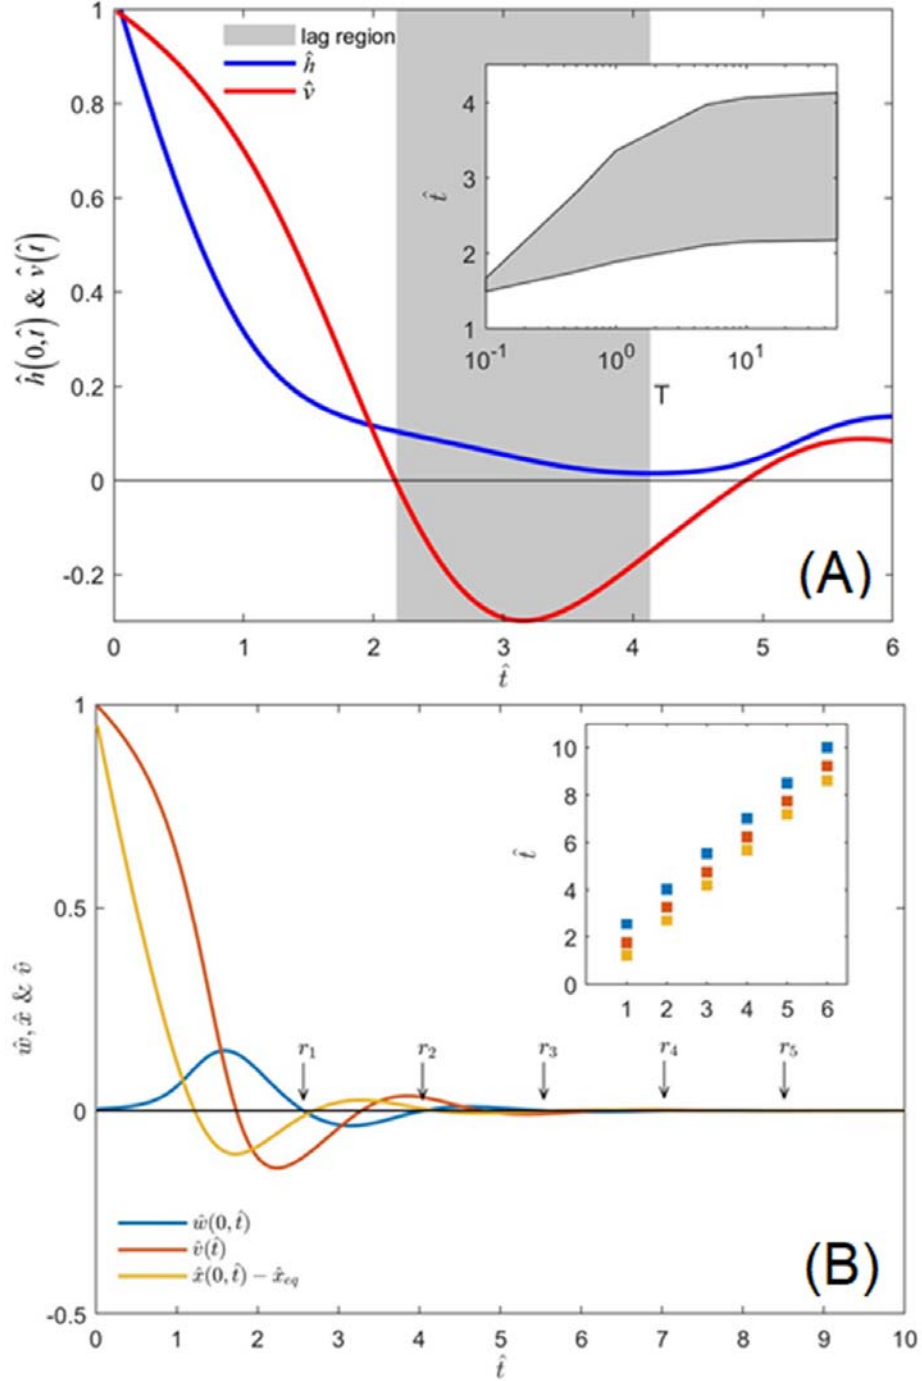 1
0.8
0.6
0.4
0.2
0
-0.2
ĥ(0,t̂) & v̂(t̂)
lag region
ĥ
v̂
4
3
2
1
t̂
10⁻¹ 10⁰ 10¹
T
(A)
0 1 2 3 4 5 6
t̂
1
0.5
0
-0.5
ŵ, x̂ & v̂
10
8
6
4
2
0
t̂
1 2 3 4 5 6
r₁ r₂ r₃ r₄ r₅
ŵ(0,t̂)
v̂(t̂)
x̂(0,t̂) − x̂eq
(B)
0 1 2 3 4 5 6 7 8 9 10
t̂